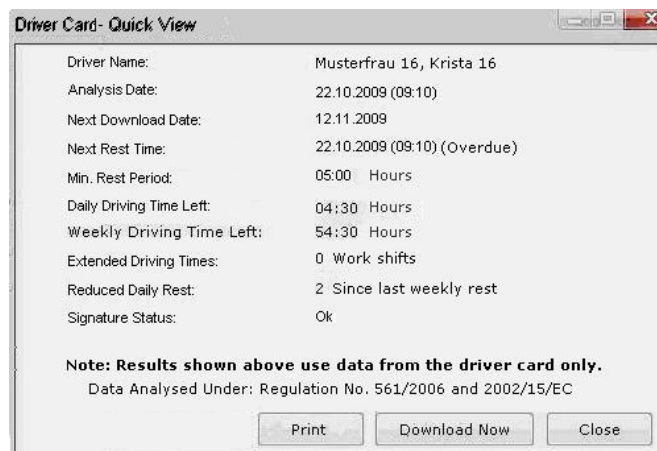 Driver Card- Quick View
Driver Name: Musterfrau 16, Krista 16
Analysis Date: 22.10.2009 (09:10)
Next Download Date: 12.11.2009
Next Rest Time: 22.10.2009 (09:10) (Overdue)
Min. Rest Period: 05:00 Hours
Daily Driving Time Left: 04:30 Hours
Weekly Driving Time Left: 54:30 Hours
Extended Driving Times: 0 Work shifts
Reduced Daily Rest: 2 Since last weekly rest
Signature Status: Ok
Note: Results shown above use data from the driver card only.
Data Analysed Under: Regulation No. 561/2006 and 2002/15/EC
Print Download Now Close